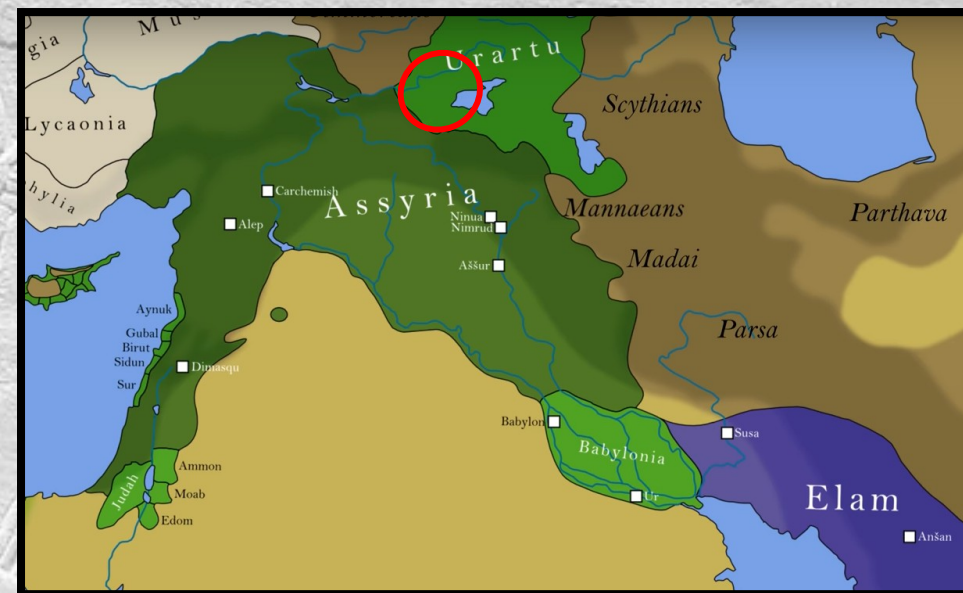 Urartu
Scythians
Lycaonia
Carchemish
Assyria
Alep
Ninua
Nimrud
Mannaeans
Parthava
Aššur
Madai
Aynuk
Gubal
Birut
Sidun
Parsa
Dimasqu
Sur
Babylon
Susa
Babylonia
Ammon
Judah
Moab
Ur
Elam
Edom
Anšan